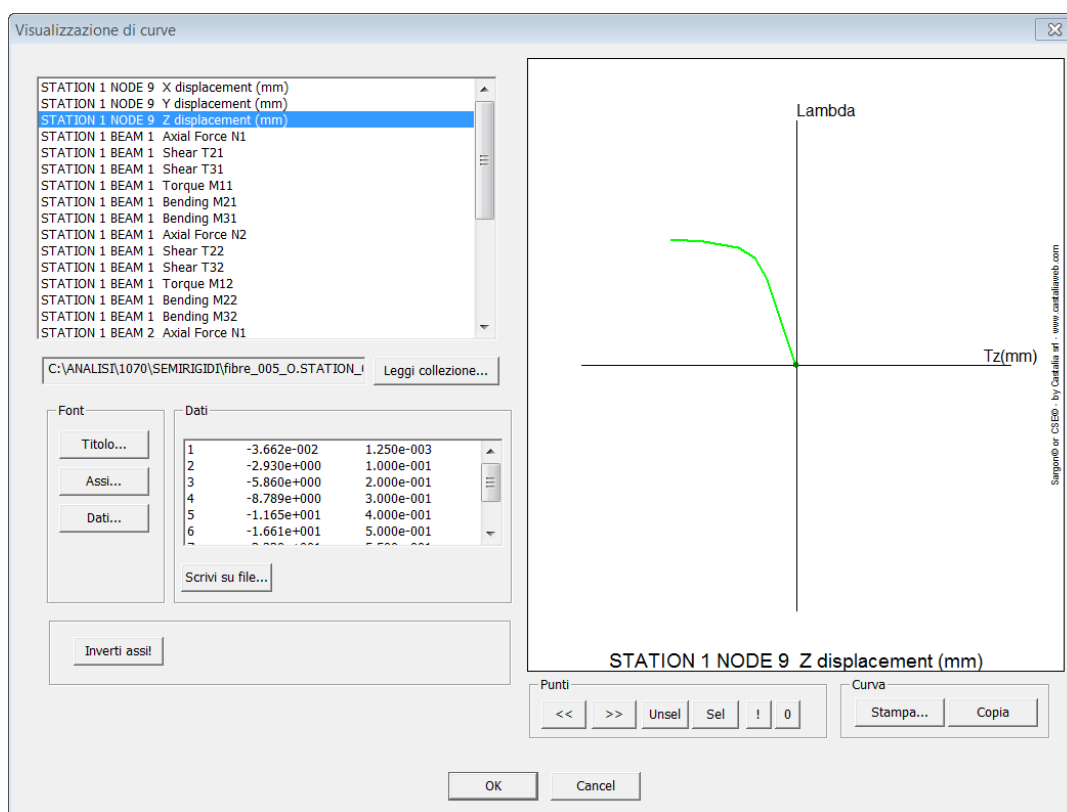 Visualizzazione di curve
STATION 1 NODE 9 X displacement (mm)
STATION 1 NODE 9 Y displacement (mm)
STATION 1 NODE 9 Z displacement (mm)
STATION 1 BEAM 1 Axial Force N1
STATION 1 BEAM 1 Shear T21
STATION 1 BEAM 1 Shear T31
STATION 1 BEAM 1 Torque M11
STATION 1 BEAM 1 Bending M21
STATION 1 BEAM 1 Bending M31
STATION 1 BEAM 1 Axial Force N2
STATION 1 BEAM 1 Shear T22
STATION 1 BEAM 1 Shear T32
STATION 1 BEAM 1 Torque M12
STATION 1 BEAM 1 Bending M22
STATION 1 BEAM 1 Bending M32
STATION 1 BEAM 2 Axial Force N1
C:\ANALISI\1070\SEMIRIGIDI\fibre_005_O.STATION_
Leggi collezione...
Font
Titolo...
Assi...
Dati...
Dati
1 -3.662e-002 1.250e-003
2 -2.930e+000 1.000e-001
3 -5.860e+000 2.000e-001
4 -8.789e+000 3.000e-001
5 -1.165e+001 4.000e-001
6 -1.661e+001 5.000e-001
Scrivi su file...
Inverti assi!
Lambda
Tz(mm)
Sargon© or CSE© - by Castalia srl - www.castaliaweb.com
STATION 1 NODE 9 Z displacement (mm)
Punti
<< >> Unsel Sel ! 0
Curva
Stampa... Copia
OK Cancel